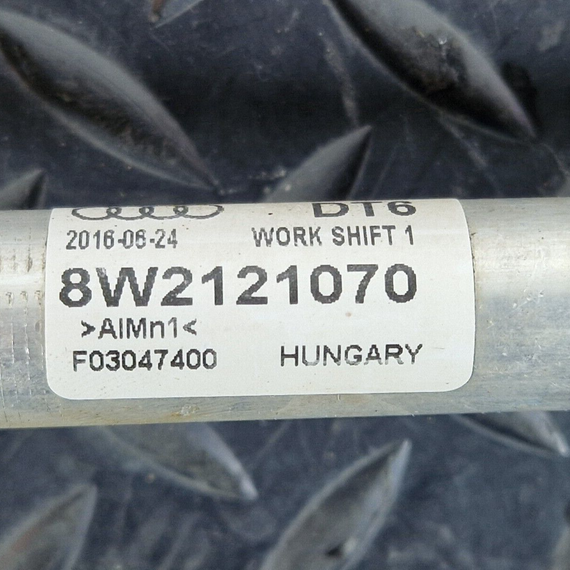 DT6
2016-06-24 WORK SHIFT 1
8W2121070
>AlMn1<
F03047400 HUNGARY